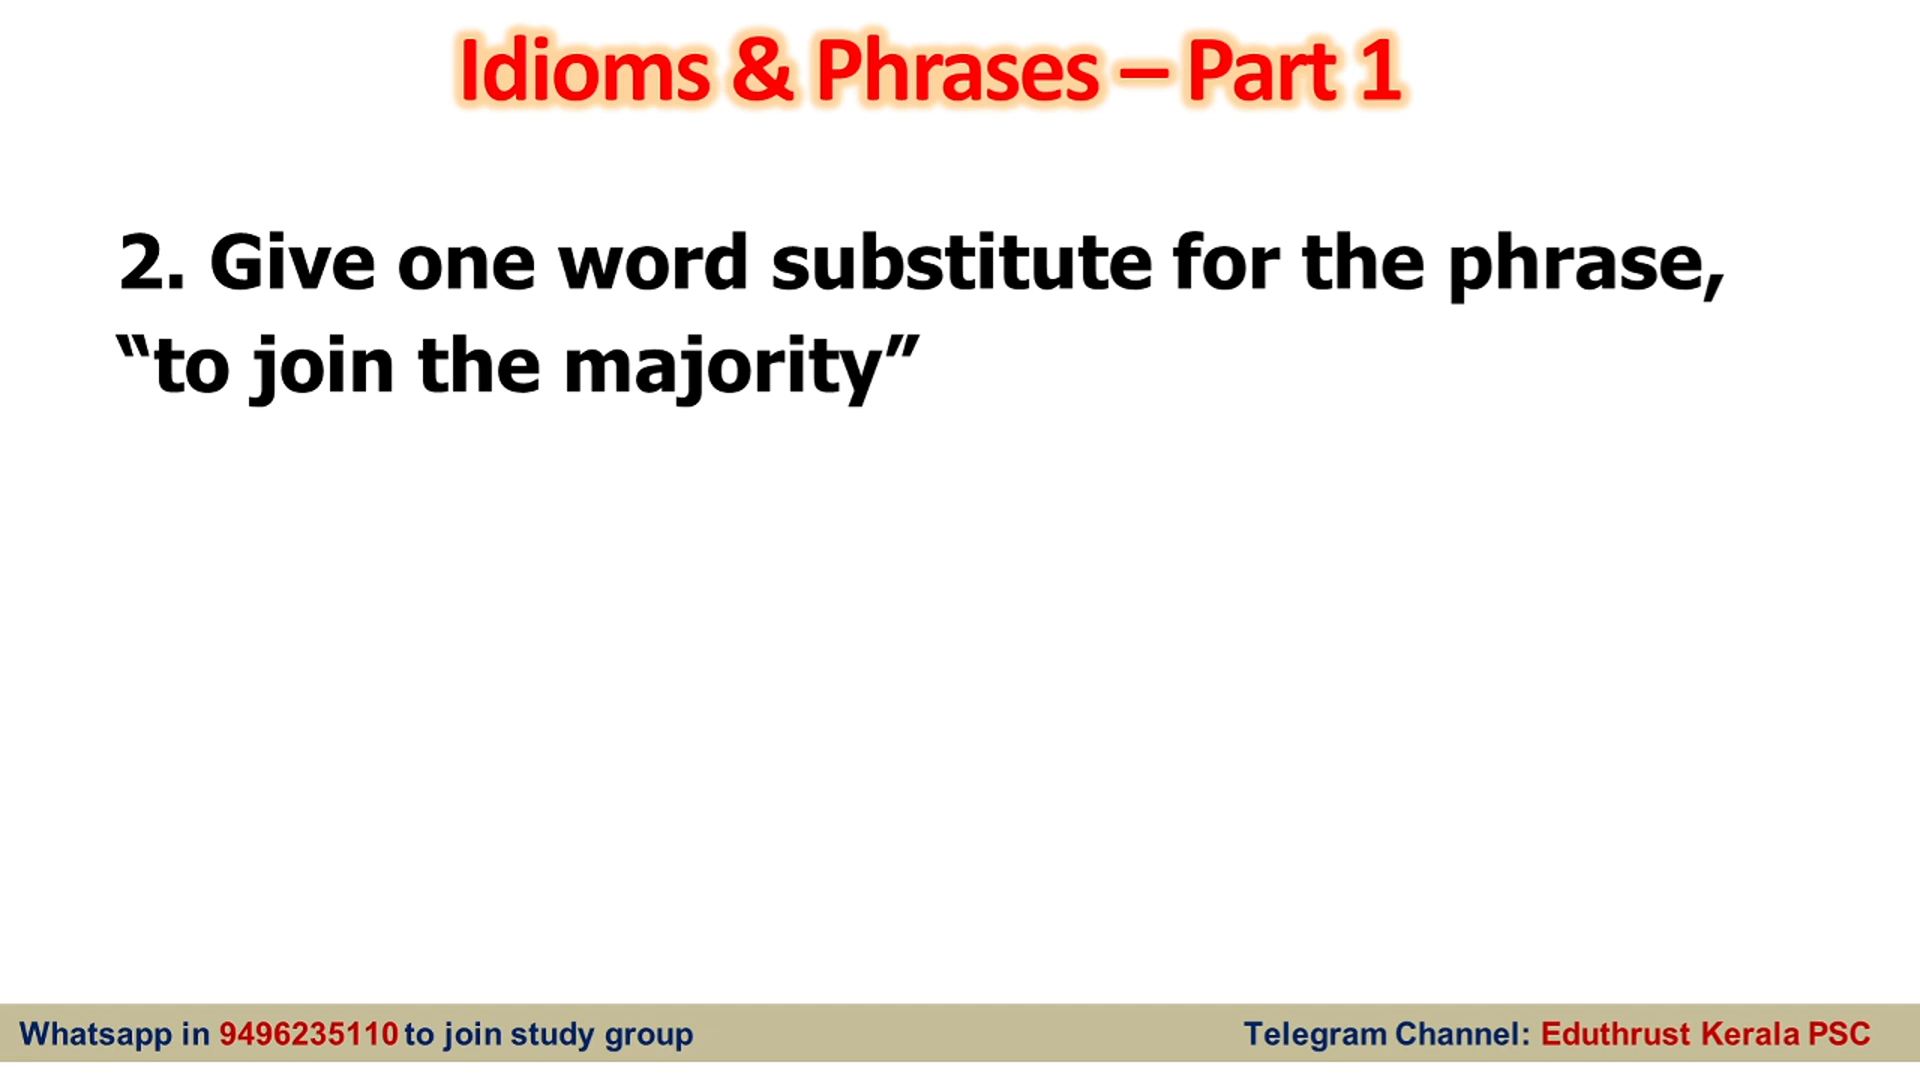 Idioms & Phrases – Part 1
2. Give one word substitute for the phrase,
“to join the majority”
Whatsapp in 9496235110 to join study group
Telegram Channel: Eduthrust Kerala PSC